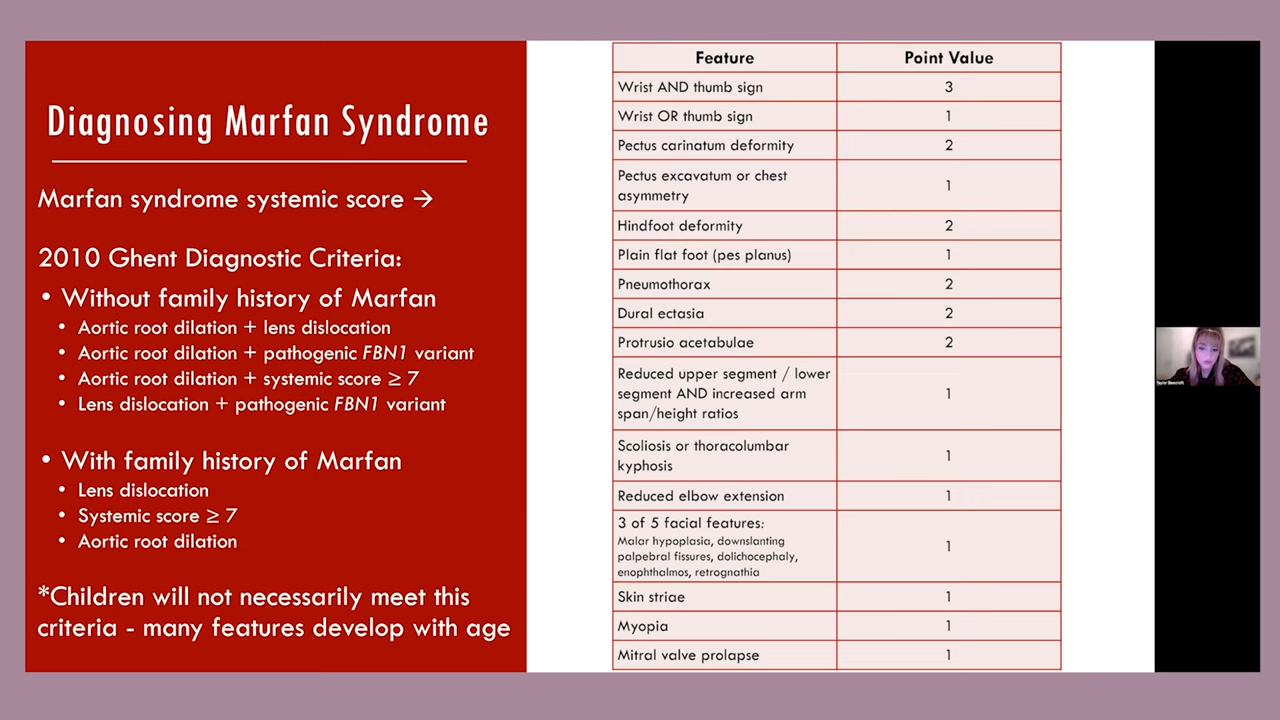 Diagnosing Marfan Syndrome
Marfan syndrome systemic score →
2010 Ghent Diagnostic Criteria:
• Without family history of Marfan
• Aortic root dilation + lens dislocation
• Aortic root dilation + pathogenic FBN1 variant
• Aortic root dilation + systemic score ≥ 7
• Lens dislocation + pathogenic FBN1 variant
• With family history of Marfan
• Lens dislocation
• Systemic score ≥ 7
• Aortic root dilation
*Children will not necessarily meet this
criteria - many features develop with age
Feature Point Value
Wrist AND thumb sign 3
Wrist OR thumb sign 1
Pectus carinatum deformity 2
Pectus excavatum or chest
asymmetry 1
Hindfoot deformity 2
Plain flat foot (pes planus) 1
Pneumothorax 2
Dural ectasia 2
Protrusio acetabulae 2
Reduced upper segment / lower
segment AND increased arm 1
span/height ratios
Scoliosis or thoracolumbar
kyphosis 1
Reduced elbow extension 1
3 of 5 facial features:
Malar hypoplasia, downslanting 1
palpebral fissures, dolichocephaly,
enophthalmos, retrognathia
Skin striae 1
Myopia 1
Mitral valve prolapse 1
Taylor Beecroft